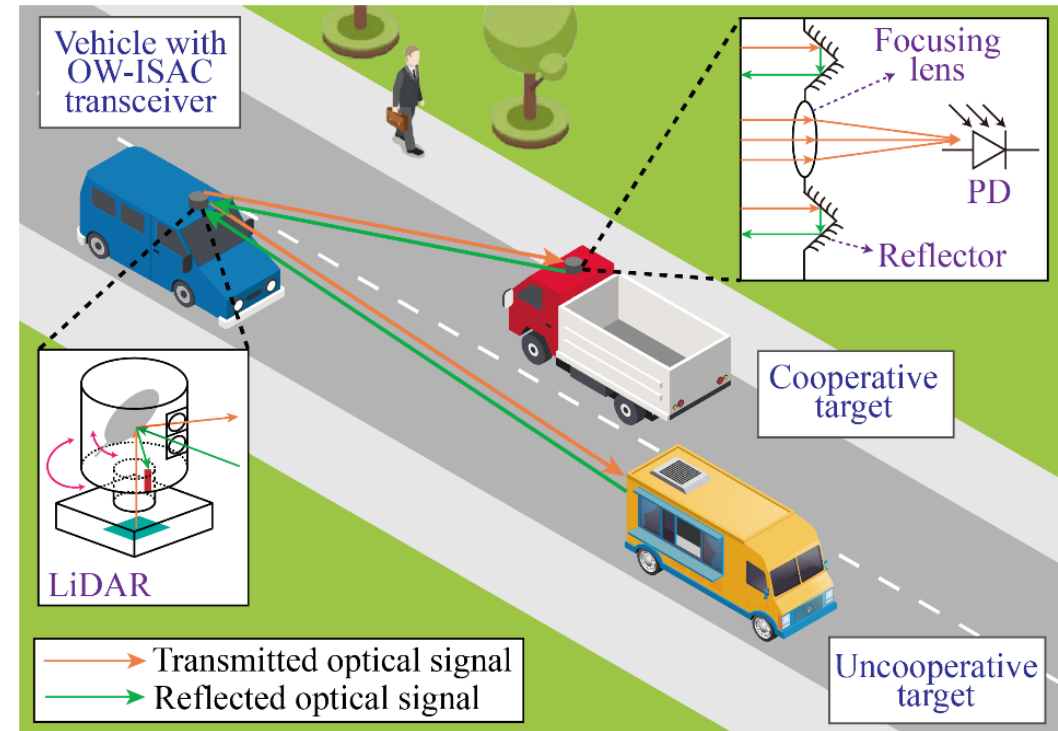 Vehicle with
OW-ISAC
transceiver
Focusing
lens
PD
Reflector
Cooperative
target
LiDAR
Transmitted optical signal
Reflected optical signal
Uncooperative
target